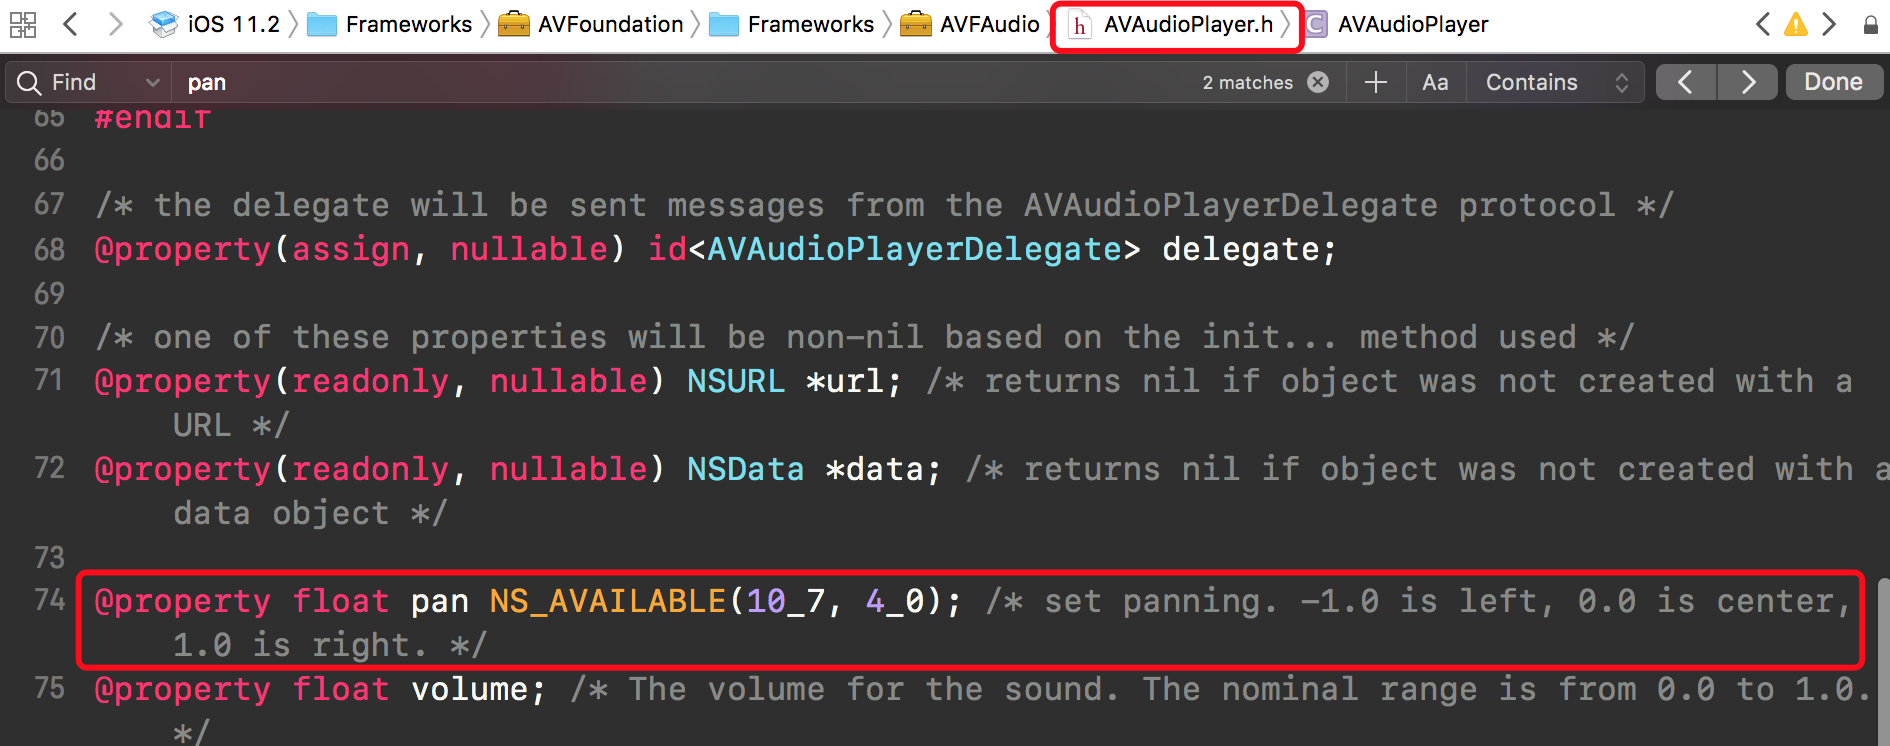 iOS 11.2 Frameworks AVFoundation Frameworks AVFAudio h AVAudioPlayer.h C AVAudioPlayer
Find pan 2 matches Aa Contains Done
65 #endif
66
67 /* the delegate will be sent messages from the AVAudioPlayerDelegate protocol */
68 @property(assign, nullable) id<AVAudioPlayerDelegate> delegate;
69
70 /* one of these properties will be non-nil based on the init... method used */
71 @property(readonly, nullable) NSURL *url; /* returns nil if object was not created with a
URL */
72 @property(readonly, nullable) NSData *data; /* returns nil if object was not created with a
data object */
73
74 @property float pan NS_AVAILABLE(10_7, 4_0); /* set panning. -1.0 is left, 0.0 is center,
1.0 is right. */
75 @property float volume; /* The volume for the sound. The nominal range is from 0.0 to 1.0.
*/